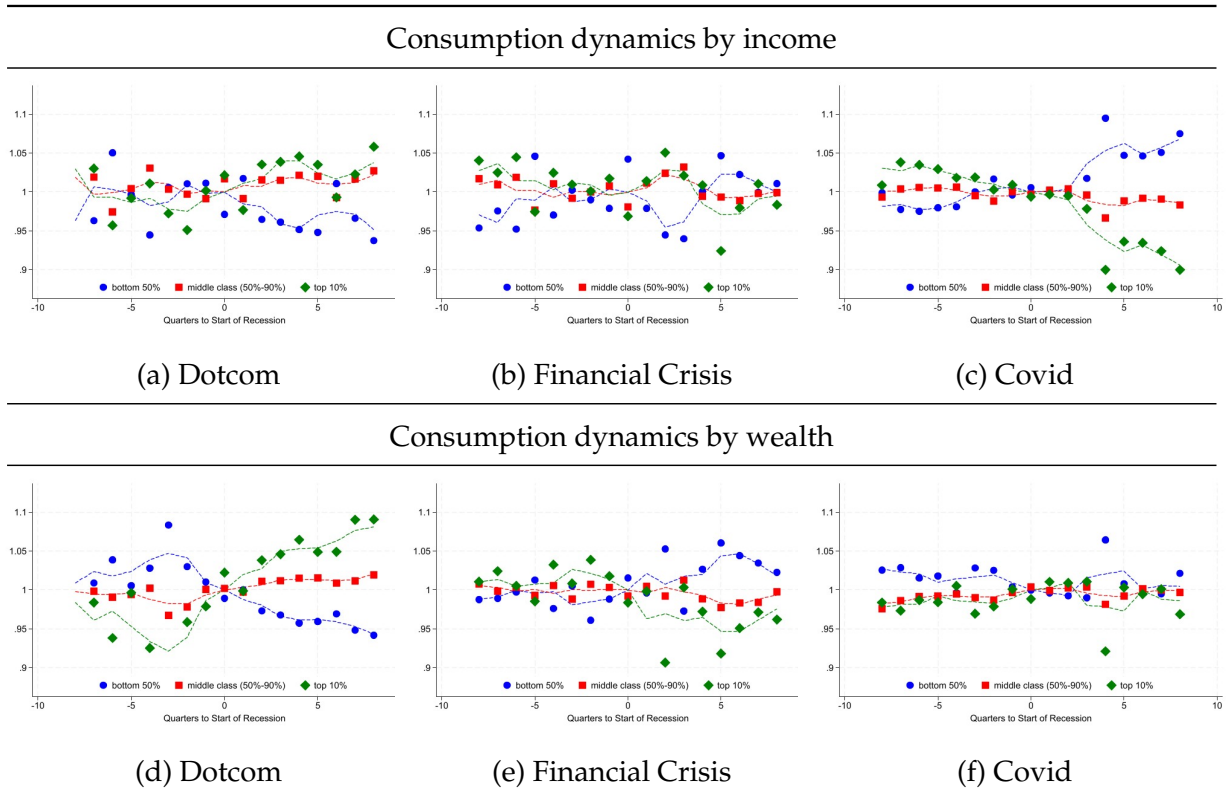 Consumption dynamics by income
1.1
1.05
1
.95
.9
bottom 50% middle class (50%-90%) top 10%
-10 -5 0 5 10
Quarters to Start of Recession
1.1
1.05
1
.95
.9
bottom 50% middle class (50%-90%) top 10%
-10 -5 0 5 10
Quarters to Start of Recession
1.1
1.05
1
.95
.9
bottom 50% middle class (50%-90%) top 10%
-10 -5 0 5 10
Quarters to Start of Recession
(a) Dotcom
(b) Financial Crisis
(c) Covid
Consumption dynamics by wealth
1.1
1.05
1
.95
.9
bottom 50% middle class (50%-90%) top 10%
-10 -5 0 5
Quarters to Start of Recession
1.1
1.05
1
.95
.9
bottom 50% middle class (50%-90%) top 10%
-10 -5 0 5
Quarters to Start of Recession
1.1
1.05
1
.95
.9
bottom 50% middle class (50%-90%) top 10%
-10 -5 0 5 10
Quarters to Start of Recession
(d) Dotcom
(e) Financial Crisis
(f) Covid